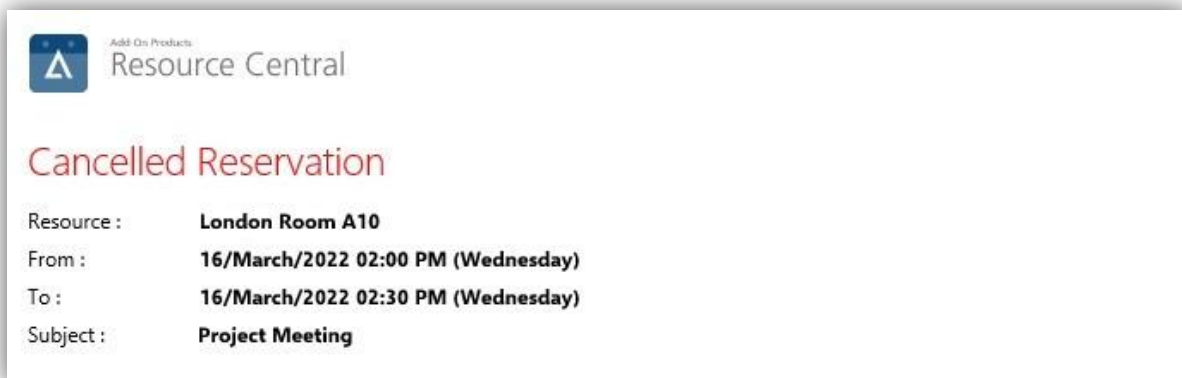 Add-On Products
Resource Central
Cancelled Reservation
Resource : London Room A10
From : 16/March/2022 02:00 PM (Wednesday)
To : 16/March/2022 02:30 PM (Wednesday)
Subject : Project Meeting